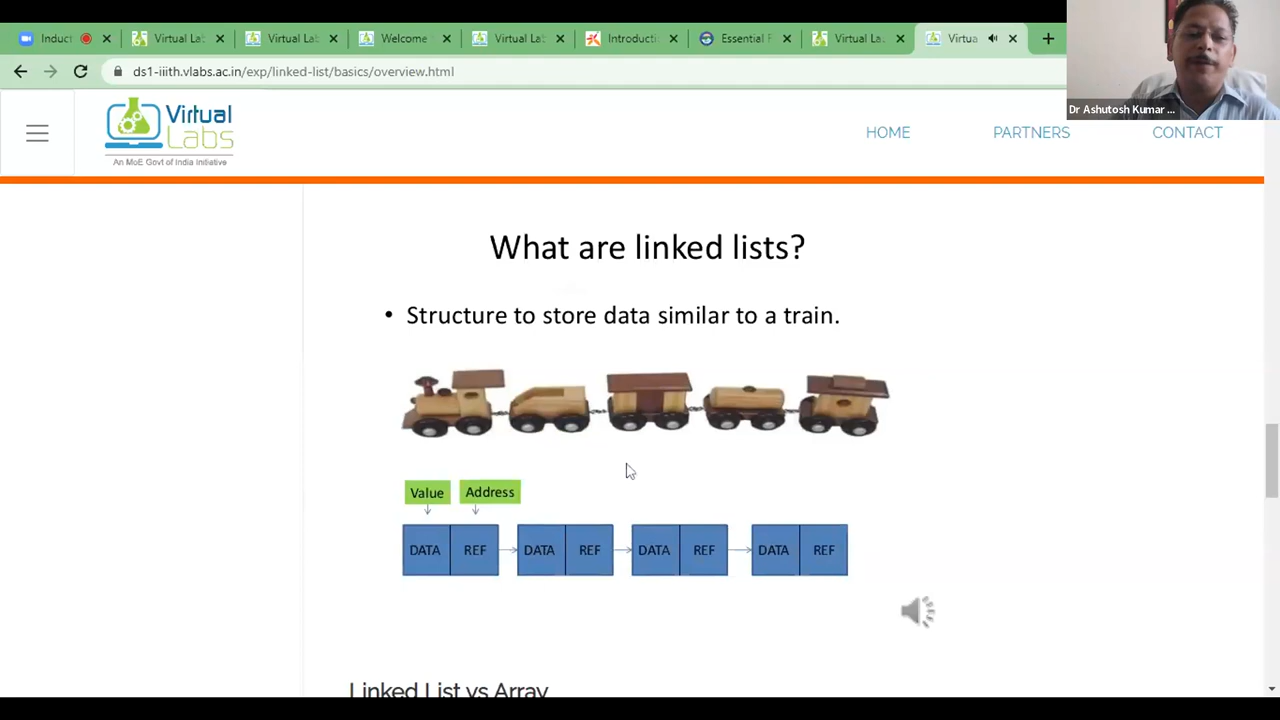 Induct
Virtual Lab
Virtual Lab
Welcome
Virtual Lab
Introducti
Essential F
Virtual La
Virtua
ds1-iiith.vlabs.ac.in/exp/linked-list/basics/overview.html
Dr Ashutosh Kumar ...
Virtual
Labs
An MoE Govt of India Initiative
HOME
PARTNERS
CONTACT
What are linked lists?
• Structure to store data similar to a train.
Value
Address
DATA REF DATA REF DATA REF DATA REF
Linked List vs Array